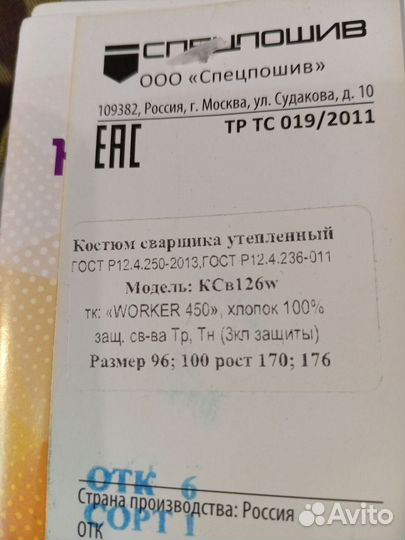 СПЕЦПОШИВ
ООО «Спецпошив»
109382, Россия, г. Москва, ул. Судакова, д. 10
ЕАС
ТР ТС 019/2011
Костюм сварщика утепленный
ГОСТ Р12.4.250-2013,ГОСТ Р12.4.236-011
Модель: КСв126w
тк: «WORKER 450», хлопок 100%
защ. св-ва Тр, Тн (3кл защиты)
Размер 96; 100 рост 170; 176
ОТК 6
Страна производства: Россия
СОРТ 1
ОТК
Avito